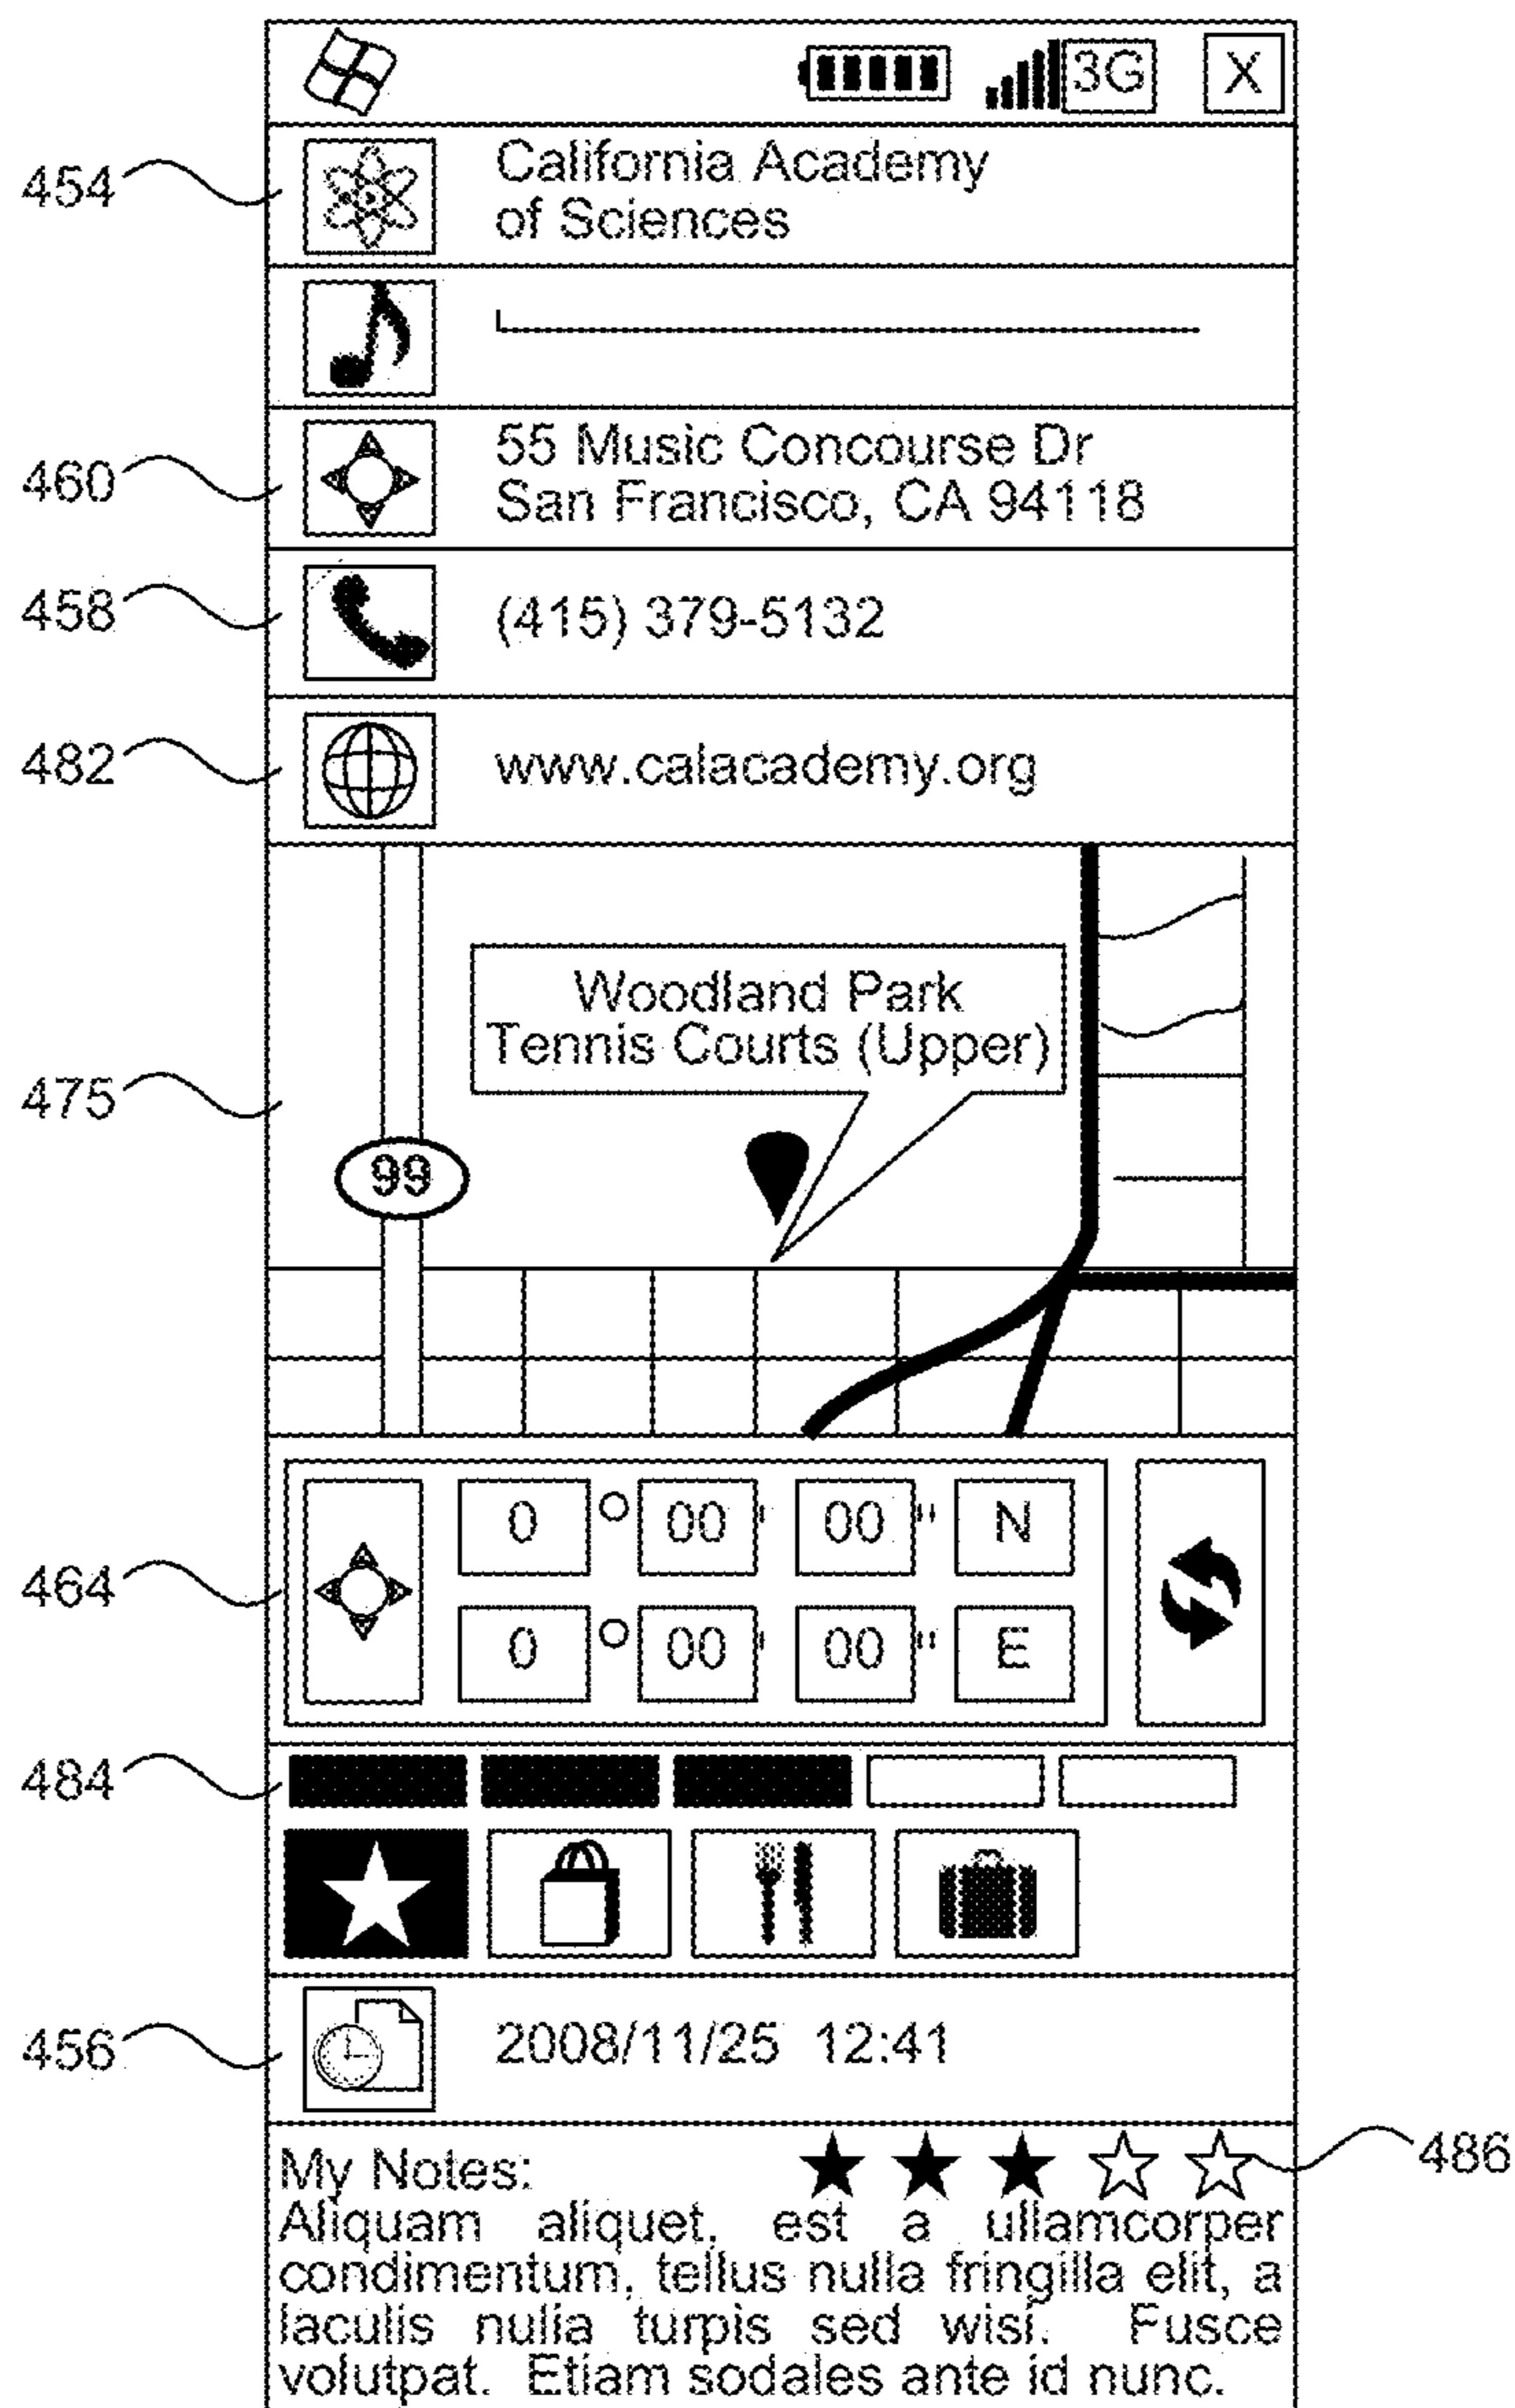 3G X
454 California Academy
of Sciences
460 55 Music Concourse Dr
San Francisco, CA 94118
458 (415) 379-5132
482 www.calacademy.org
Woodland Park
Tennis Courts (Upper)
475
99
0 ° 00 ' 00 " N
464
0 ° 00 ' 00 " E
484
456 2008/11/25 12:41
My Notes: 486
Aliquam aliquet, est a ullamcorper
condimentum, tellus nulla fringilla elit, a
laculis nulla turpis sed wisi. Fusce
volutpat. Etiam sodales ante id nunc.